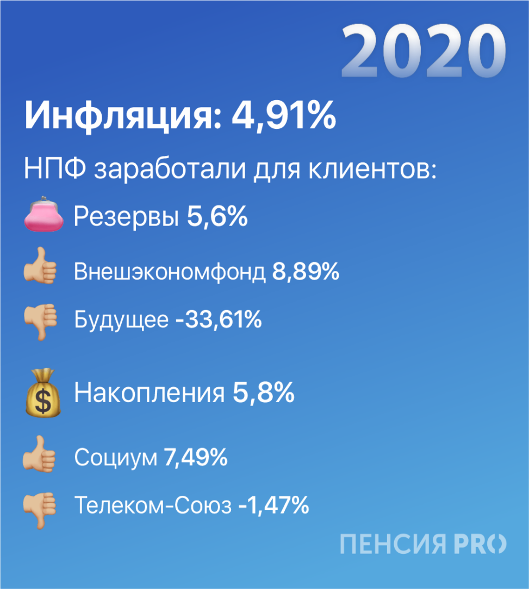 2020
Инфляция: 4,91%
НПФ заработали для клиентов:
Резервы 5,6%
Внешэкономфонд 8,89%
Будущее -33,61%
Накопления 5,8%
Социум 7,49%
Телеком-Союз -1,47%
ПЕНСИЯ PRO